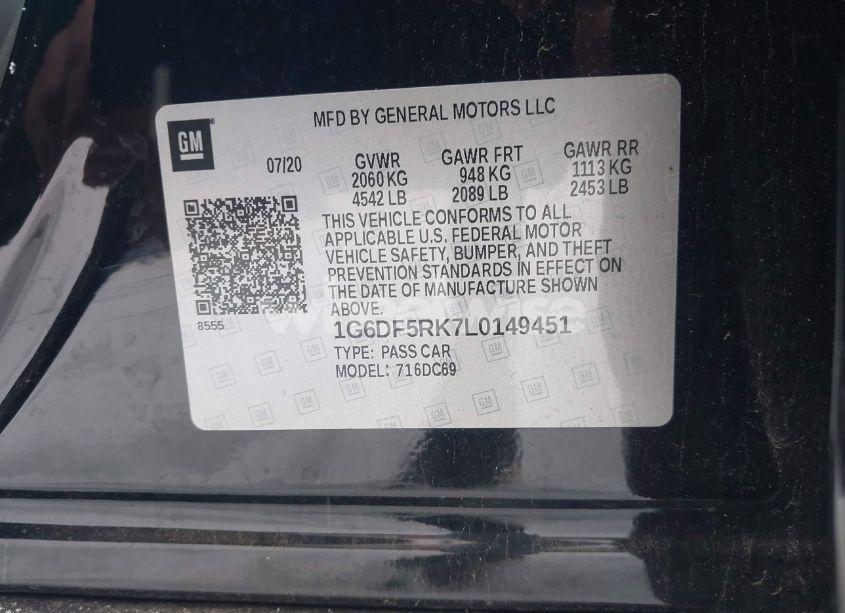 MFD BY GENERAL MOTORS LLC
GM
07/20 GVWR GAWR FRT GAWR RR
2060 KG 948 KG 1113 KG
4542 LB 2089 LB 2453 LB
THIS VEHICLE CONFORMS TO ALL
APPLICABLE U.S. FEDERAL MOTOR
VEHICLE SAFETY, BUMPER, AND THEFT
PREVENTION STANDARDS IN EFFECT ON
THE DATE OF MANUFACTURE SHOWN
ABOVE.
8555
1G6DF5RK7L0149451
TYPE: PASS CAR
MODEL: 716DC69